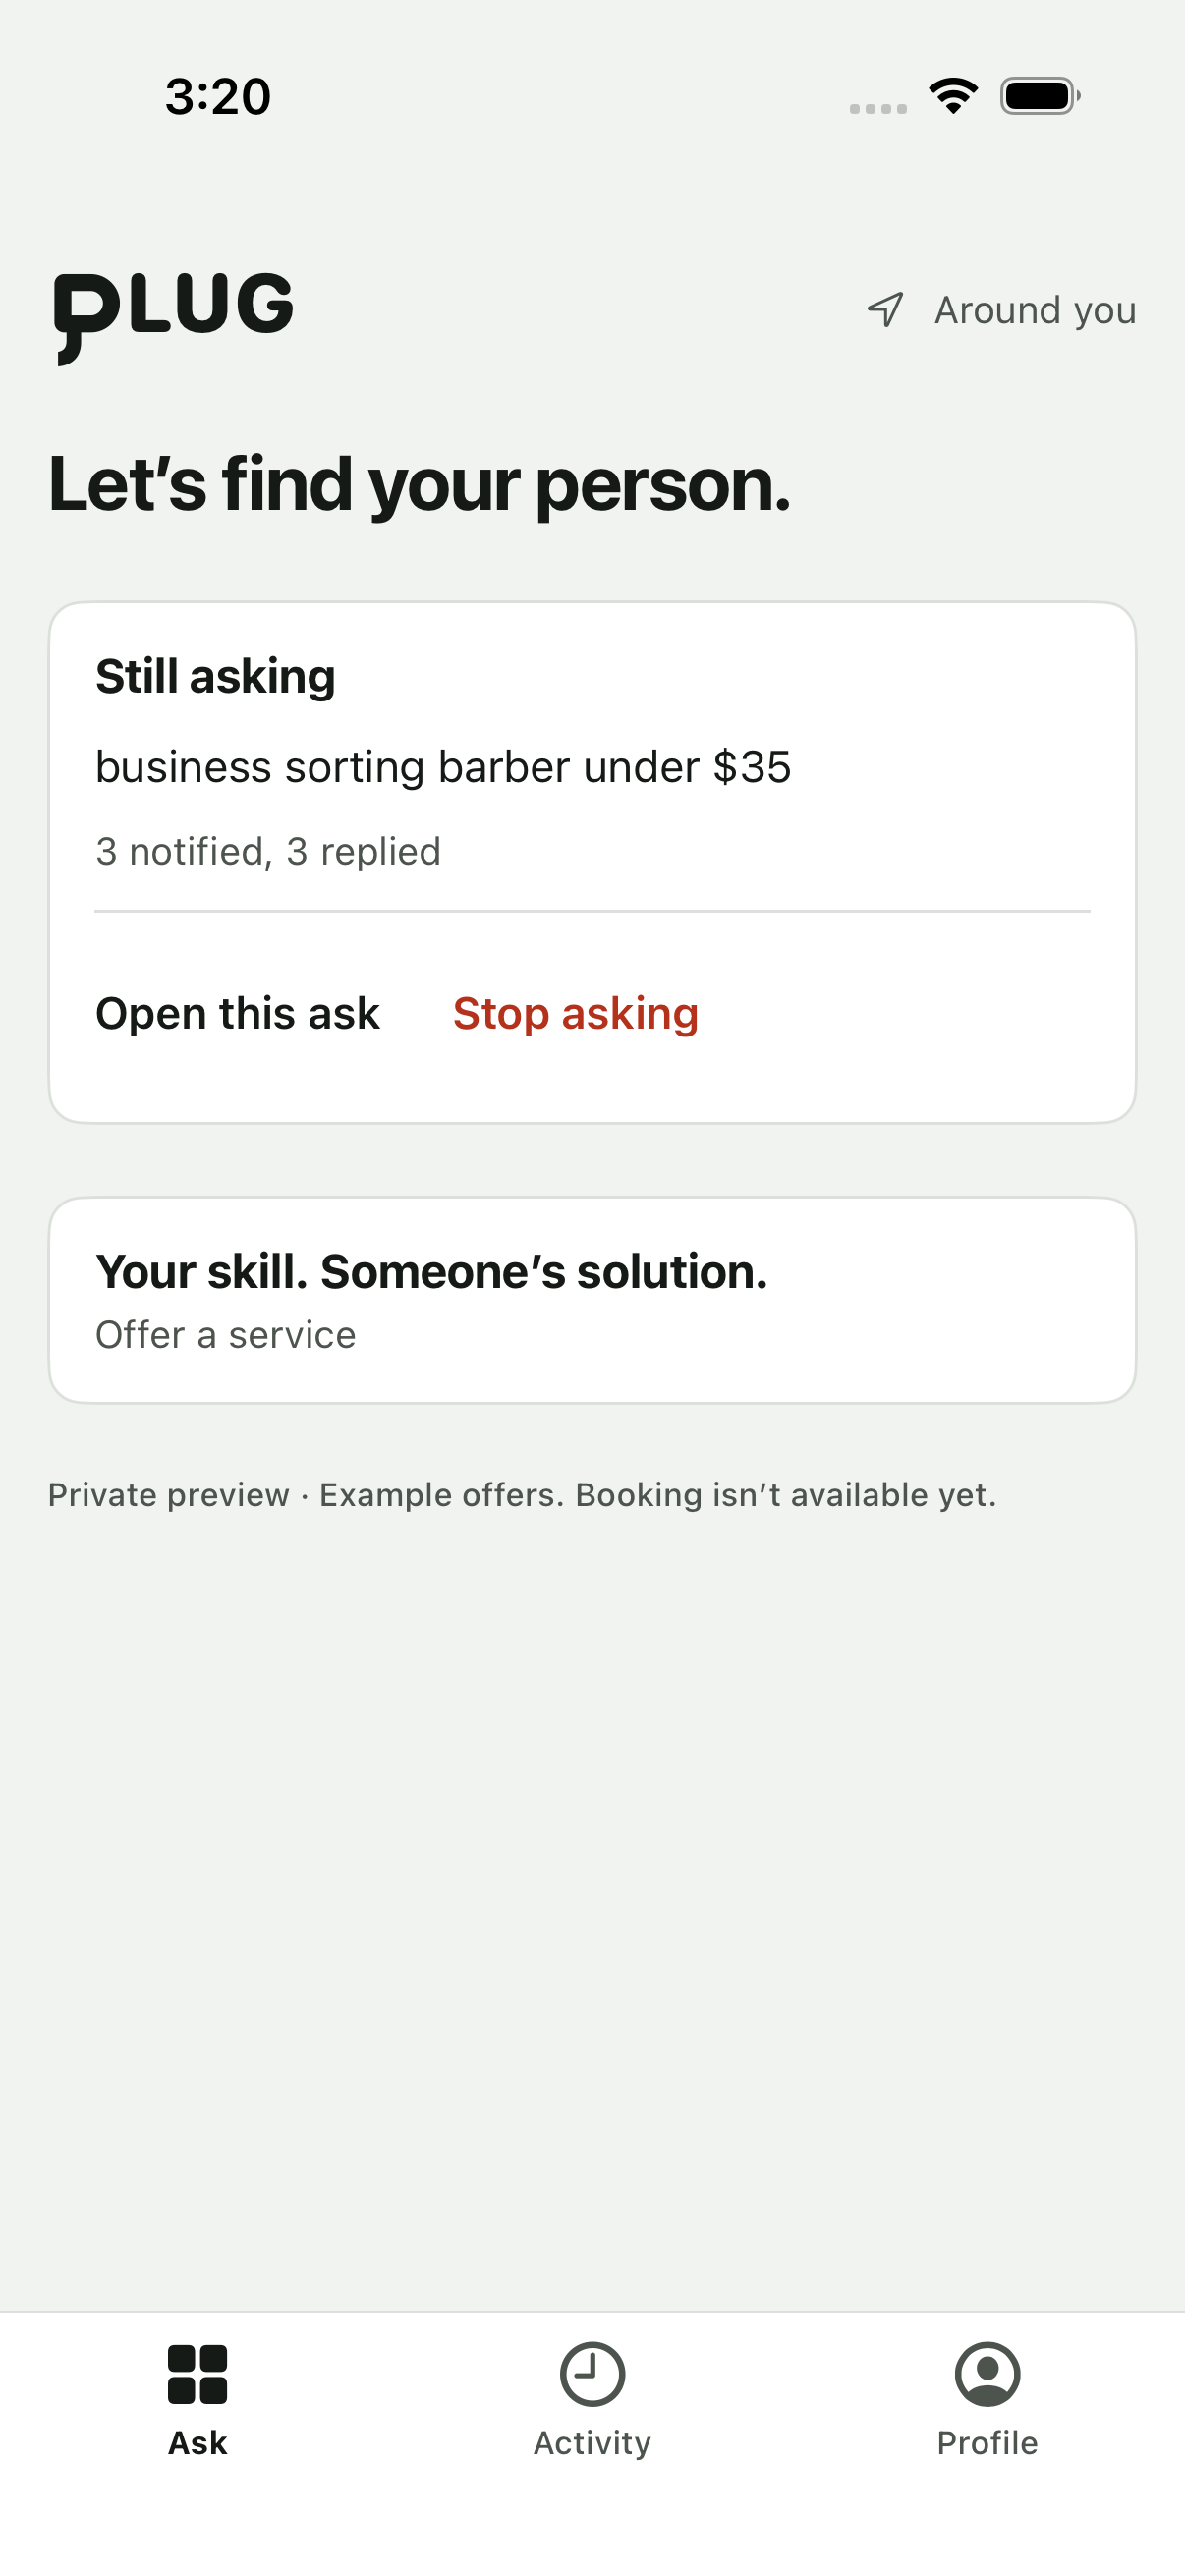 3:20
PLUG
Around you
Let’s find your person.
Still asking
business sorting barber under $35
3 notified, 3 replied
Open this ask
Stop asking
Your skill. Someone’s solution.
Offer a service
Private preview · Example offers. Booking isn’t available yet.
Ask
Activity
Profile